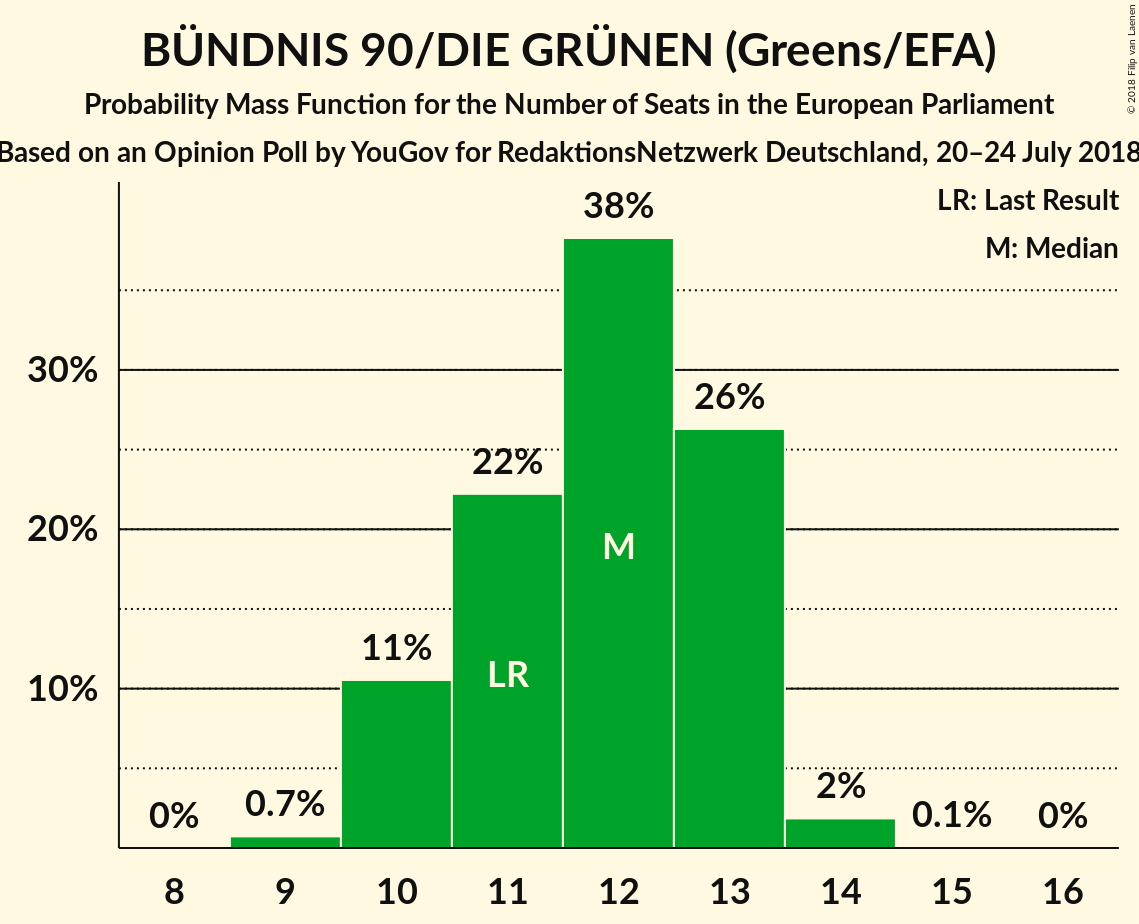 BÜNDNIS 90/DIE GRÜNEN (Greens/EFA)
Probability Mass Function for the Number of Seats in the European Parliament
Based on an Opinion Poll by YouGov for RedaktionsNetzwerk Deutschland, 20–24 July 2018
© 2018 Filip van Laenen
LR: Last Result
M: Median
38%
30%
26%
22%
20%
M
11%
LR
10%
0%
0.7%
2%
0.1%
0%
8 9 10 11 12 13 14 15 16